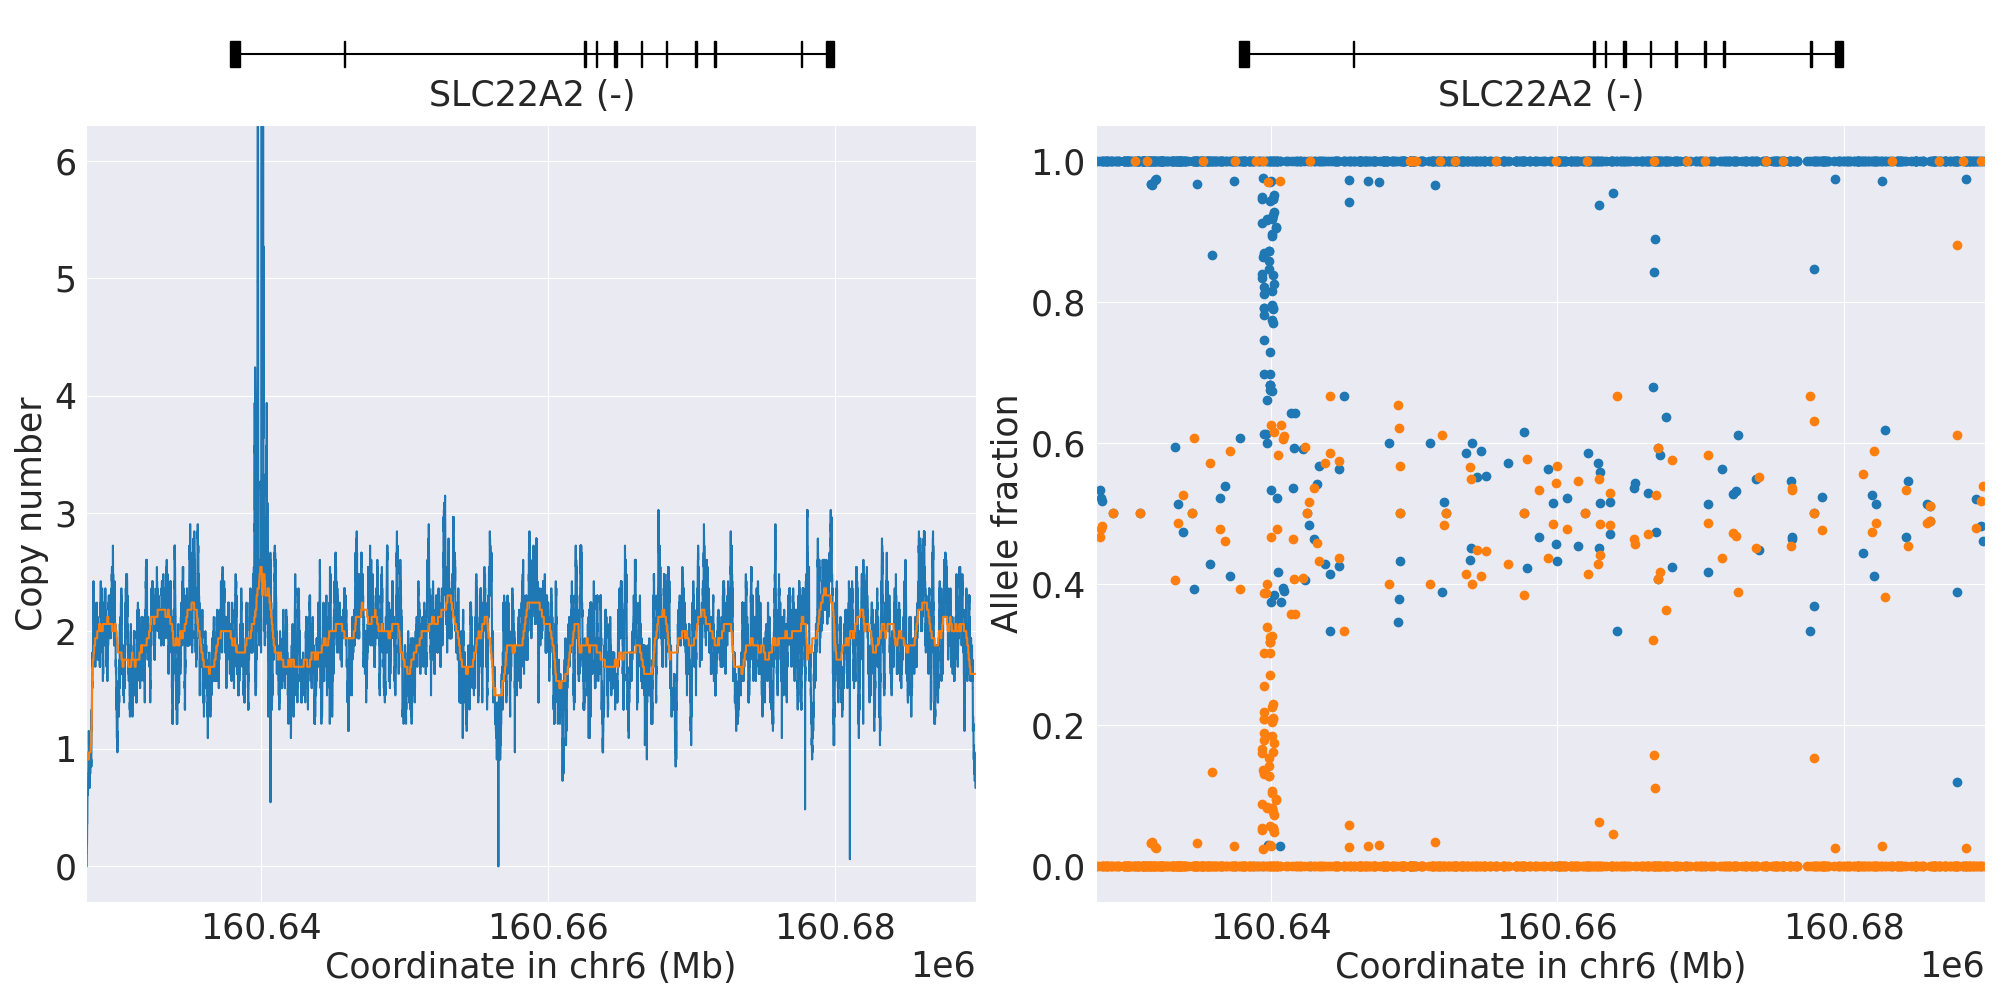 SLC22A2 (-)
6
5
4
3
2
1
0
Copy number
160.64
160.66
160.68
Coordinate in chr6 (Mb)
1e6
SLC22A2 (-)
1.0
0.8
0.6
0.4
0.2
0.0
Allele fraction
160.64
160.66
160.68
Coordinate in chr6 (Mb)
1e6